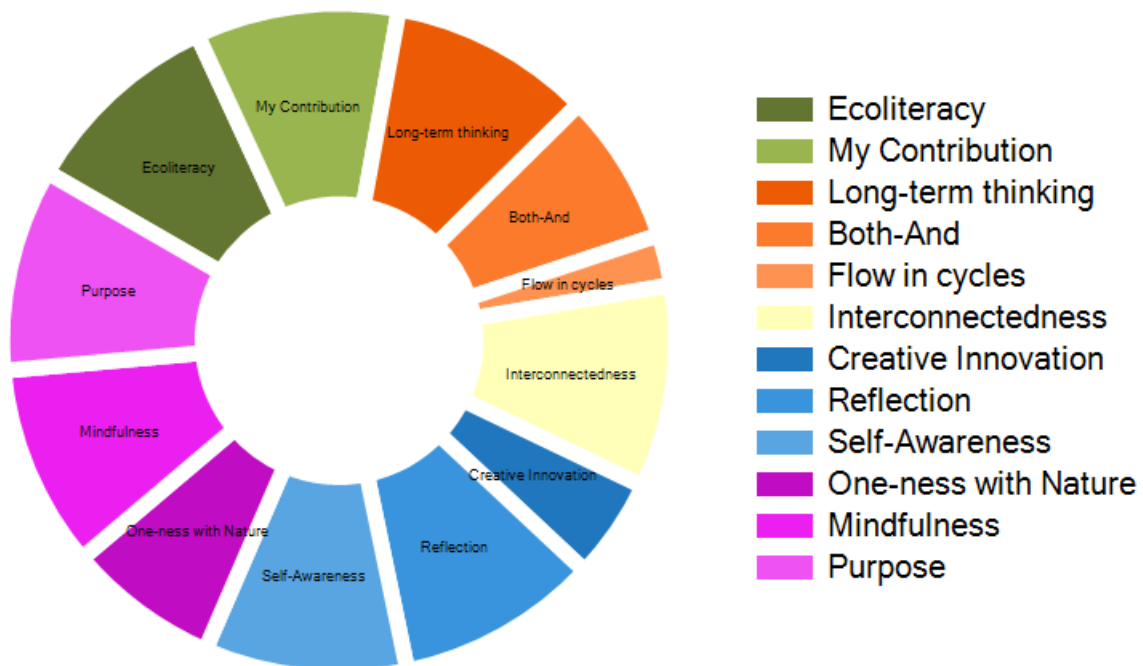 My Contribution
Long-term thinking
Ecoliteracy
Both-And
Flow in cycles
Purpose
Interconnectedness
Mindfulness
Creative Innovation
One-ness with Nature
Reflection
Self-Awareness
Ecoliteracy
My Contribution
Long-term thinking
Both-And
Flow in cycles
Interconnectedness
Creative Innovation
Reflection
Self-Awareness
One-ness with Nature
Mindfulness
Purpose